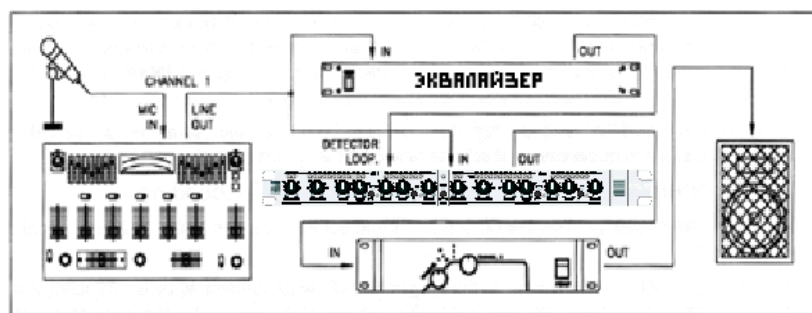 CHANNEL 1
MIC
IN
LINE
OUT
IN
OUT
ЭКВАЛАЙЗЕР
DETECTOR
LOOP.
IN
OUT
IN
OUT